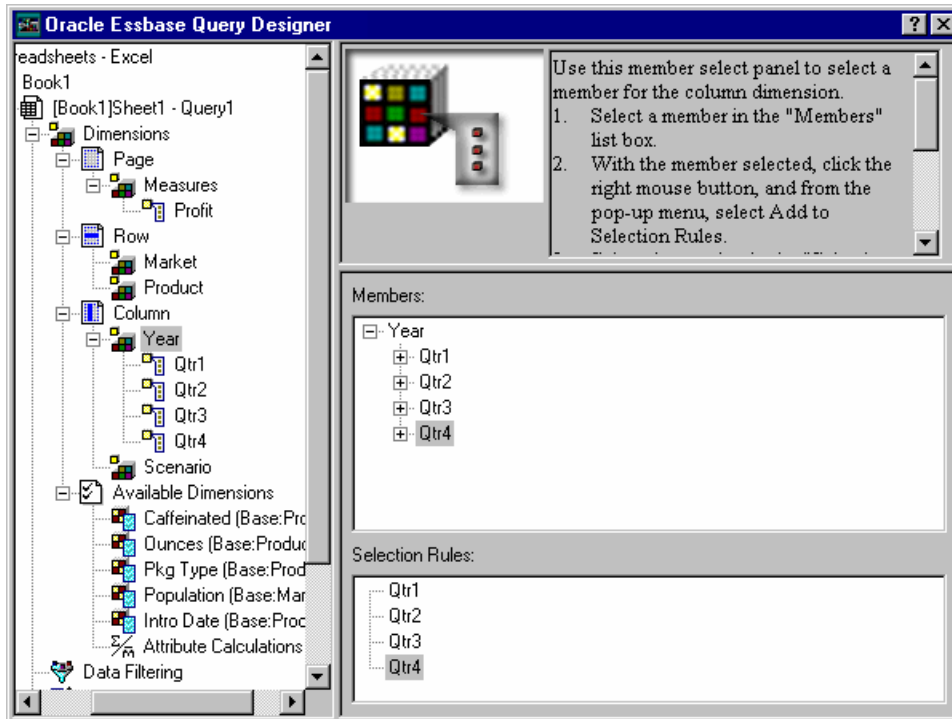 Oracle Essbase Query Designer
readsheets - Excel
Book1
[Book1]Sheet1 - Query1
Dimensions
Page
Measures
Profit
Row
Market
Product
Column
Year
Qtr1
Qtr2
Qtr3
Qtr4
Scenario
Available Dimensions
Caffeinated (Base:Pro
Ounces (Base:Produc
Pkg Type (Base:Prod
Population (Base:Mar
Intro Date (Base:Proc
Attribute Calculations
Data Filtering
Use this member select panel to select a
member for the column dimension.
1. Select a member in the "Members"
list box.
2. With the member selected, click the
right mouse button, and from the
pop-up menu, select Add to
Selection Rules.
Members:
Year
Qtr1
Qtr2
Qtr3
Qtr4
Selection Rules:
Qtr1
Qtr2
Qtr3
Qtr4